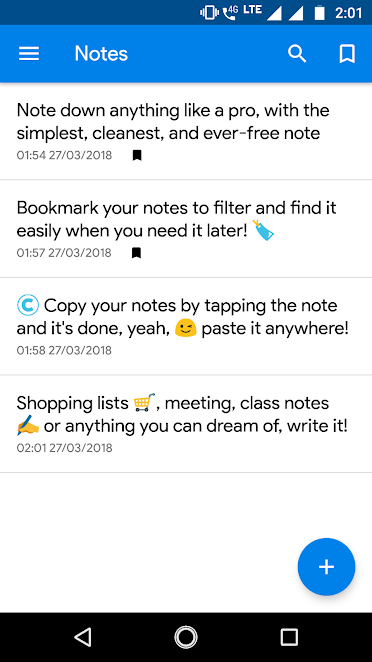 4G LTE 2:01
Notes
Note down anything like a pro, with the
simplest, cleanest, and ever-free note
01:54 27/03/2018
Bookmark your notes to filter and find it
easily when you need it later!
01:57 27/03/2018
© Copy your notes by tapping the note
and it's done, yeah, 😉 paste it anywhere!
01:58 27/03/2018
Shopping lists 🛒, meeting, class notes
✍ or anything you can dream of, write it!
02:01 27/03/2018
+